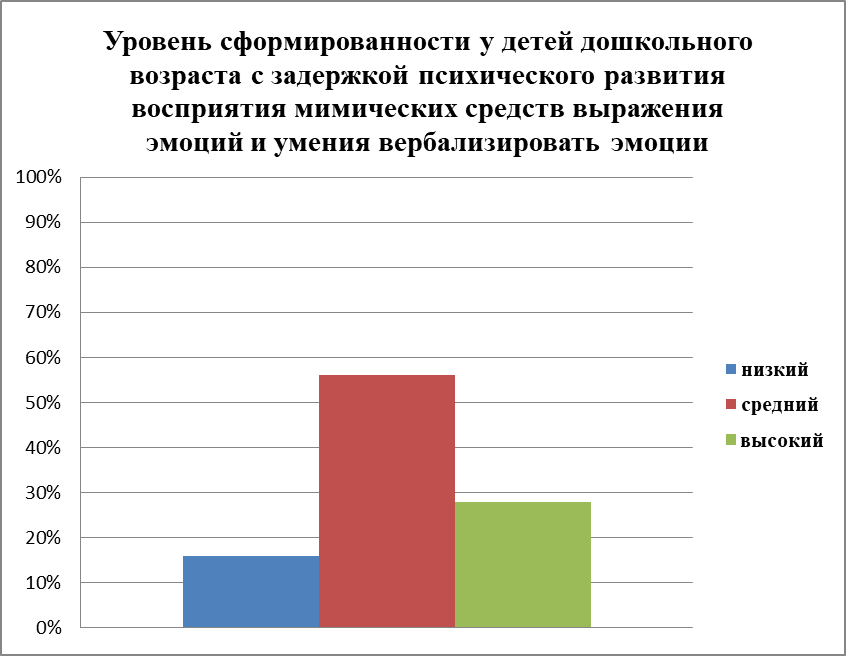 Уровень сформированности у детей дошкольного
возраста с задержкой психического развития
восприятия мимических средств выражения
эмоций и умения вербализировать эмоции
100%
90%
80%
70%
60%
50%
40%
30%
20%
10%
0%
низкий
средний
высокий